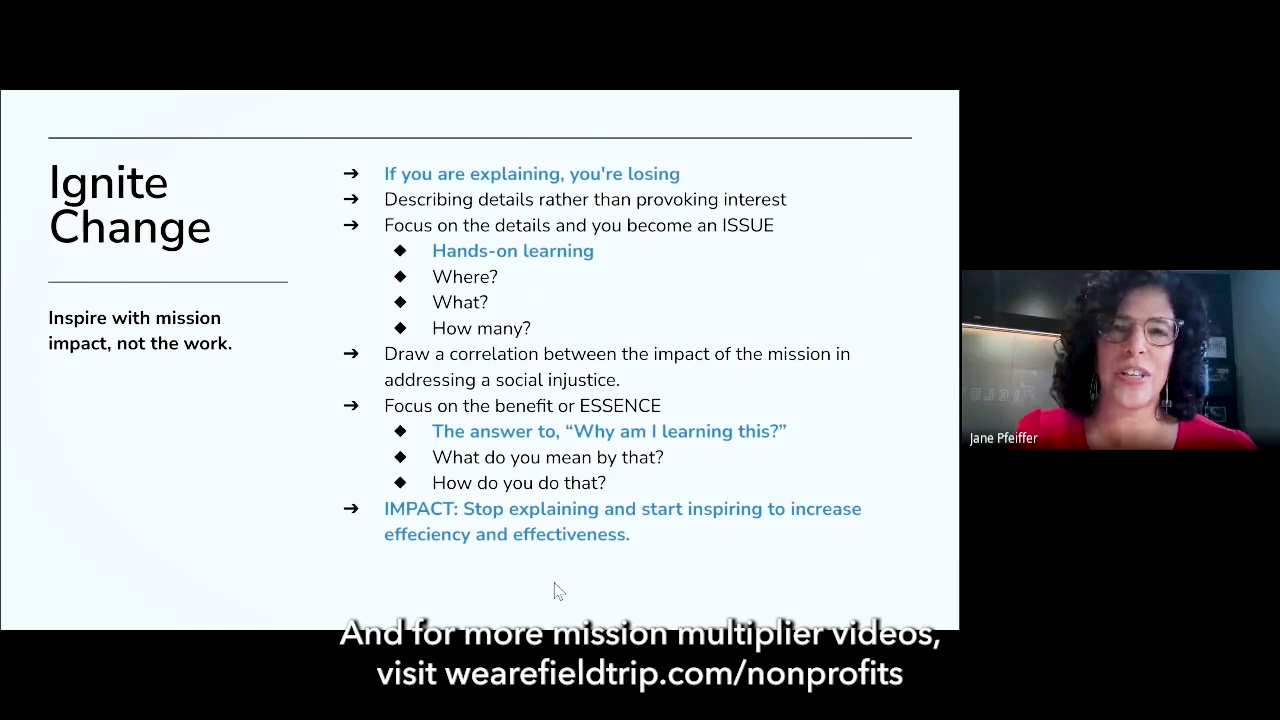 Ignite
Change
Inspire with mission
impact, not the work.
➔ If you are explaining, you're losing
➔ Describing details rather than provoking interest
➔ Focus on the details and you become an ISSUE
◆ Hands-on learning
◆ Where?
◆ What?
◆ How many?
➔ Draw a correlation between the impact of the mission in
addressing a social injustice.
➔ Focus on the benefit or ESSENCE
◆ The answer to, “Why am I learning this?”
◆ What do you mean by that?
◆ How do you do that?
➔ IMPACT: Stop explaining and start inspiring to increase
effeciency and effectiveness.
Jane Pfeiffer
And for more mission multiplier videos,
visit wearefieldtrip.com/nonprofits